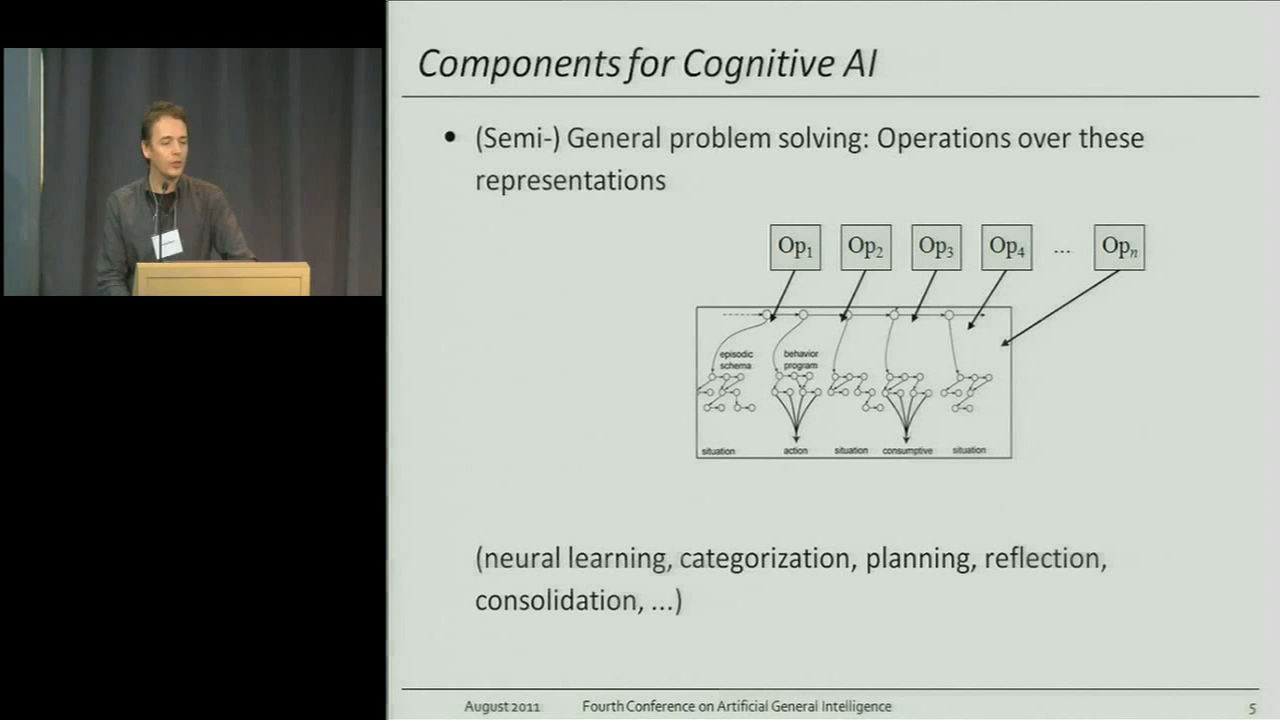 Components for Cognitive AI
• (Semi-) General problem solving: Operations over these
representations
Op1 Op2 Op3 Op4 ... Opn
episodic
schema
behavior
program
situation action situation consumptive situation
(neural learning, categorization, planning, reflection,
consolidation, ...)
August 2011 Fourth Conference on Artificial General Intelligence 5